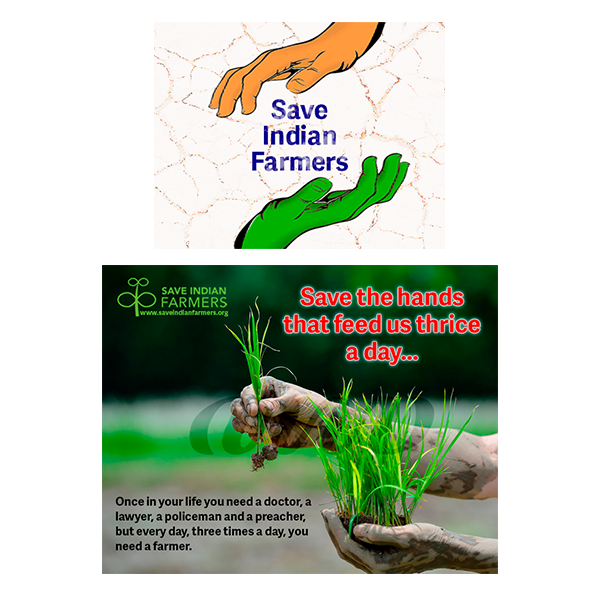 Save
Indian
Farmers
SAVE INDIAN
FARMERS
www.saveindianfarmers.org
Save the hands
that feed us thrice
a day...
Once in your life you need a doctor, a
lawyer, a policeman and a preacher,
but every day, three times a day, you
need a farmer.